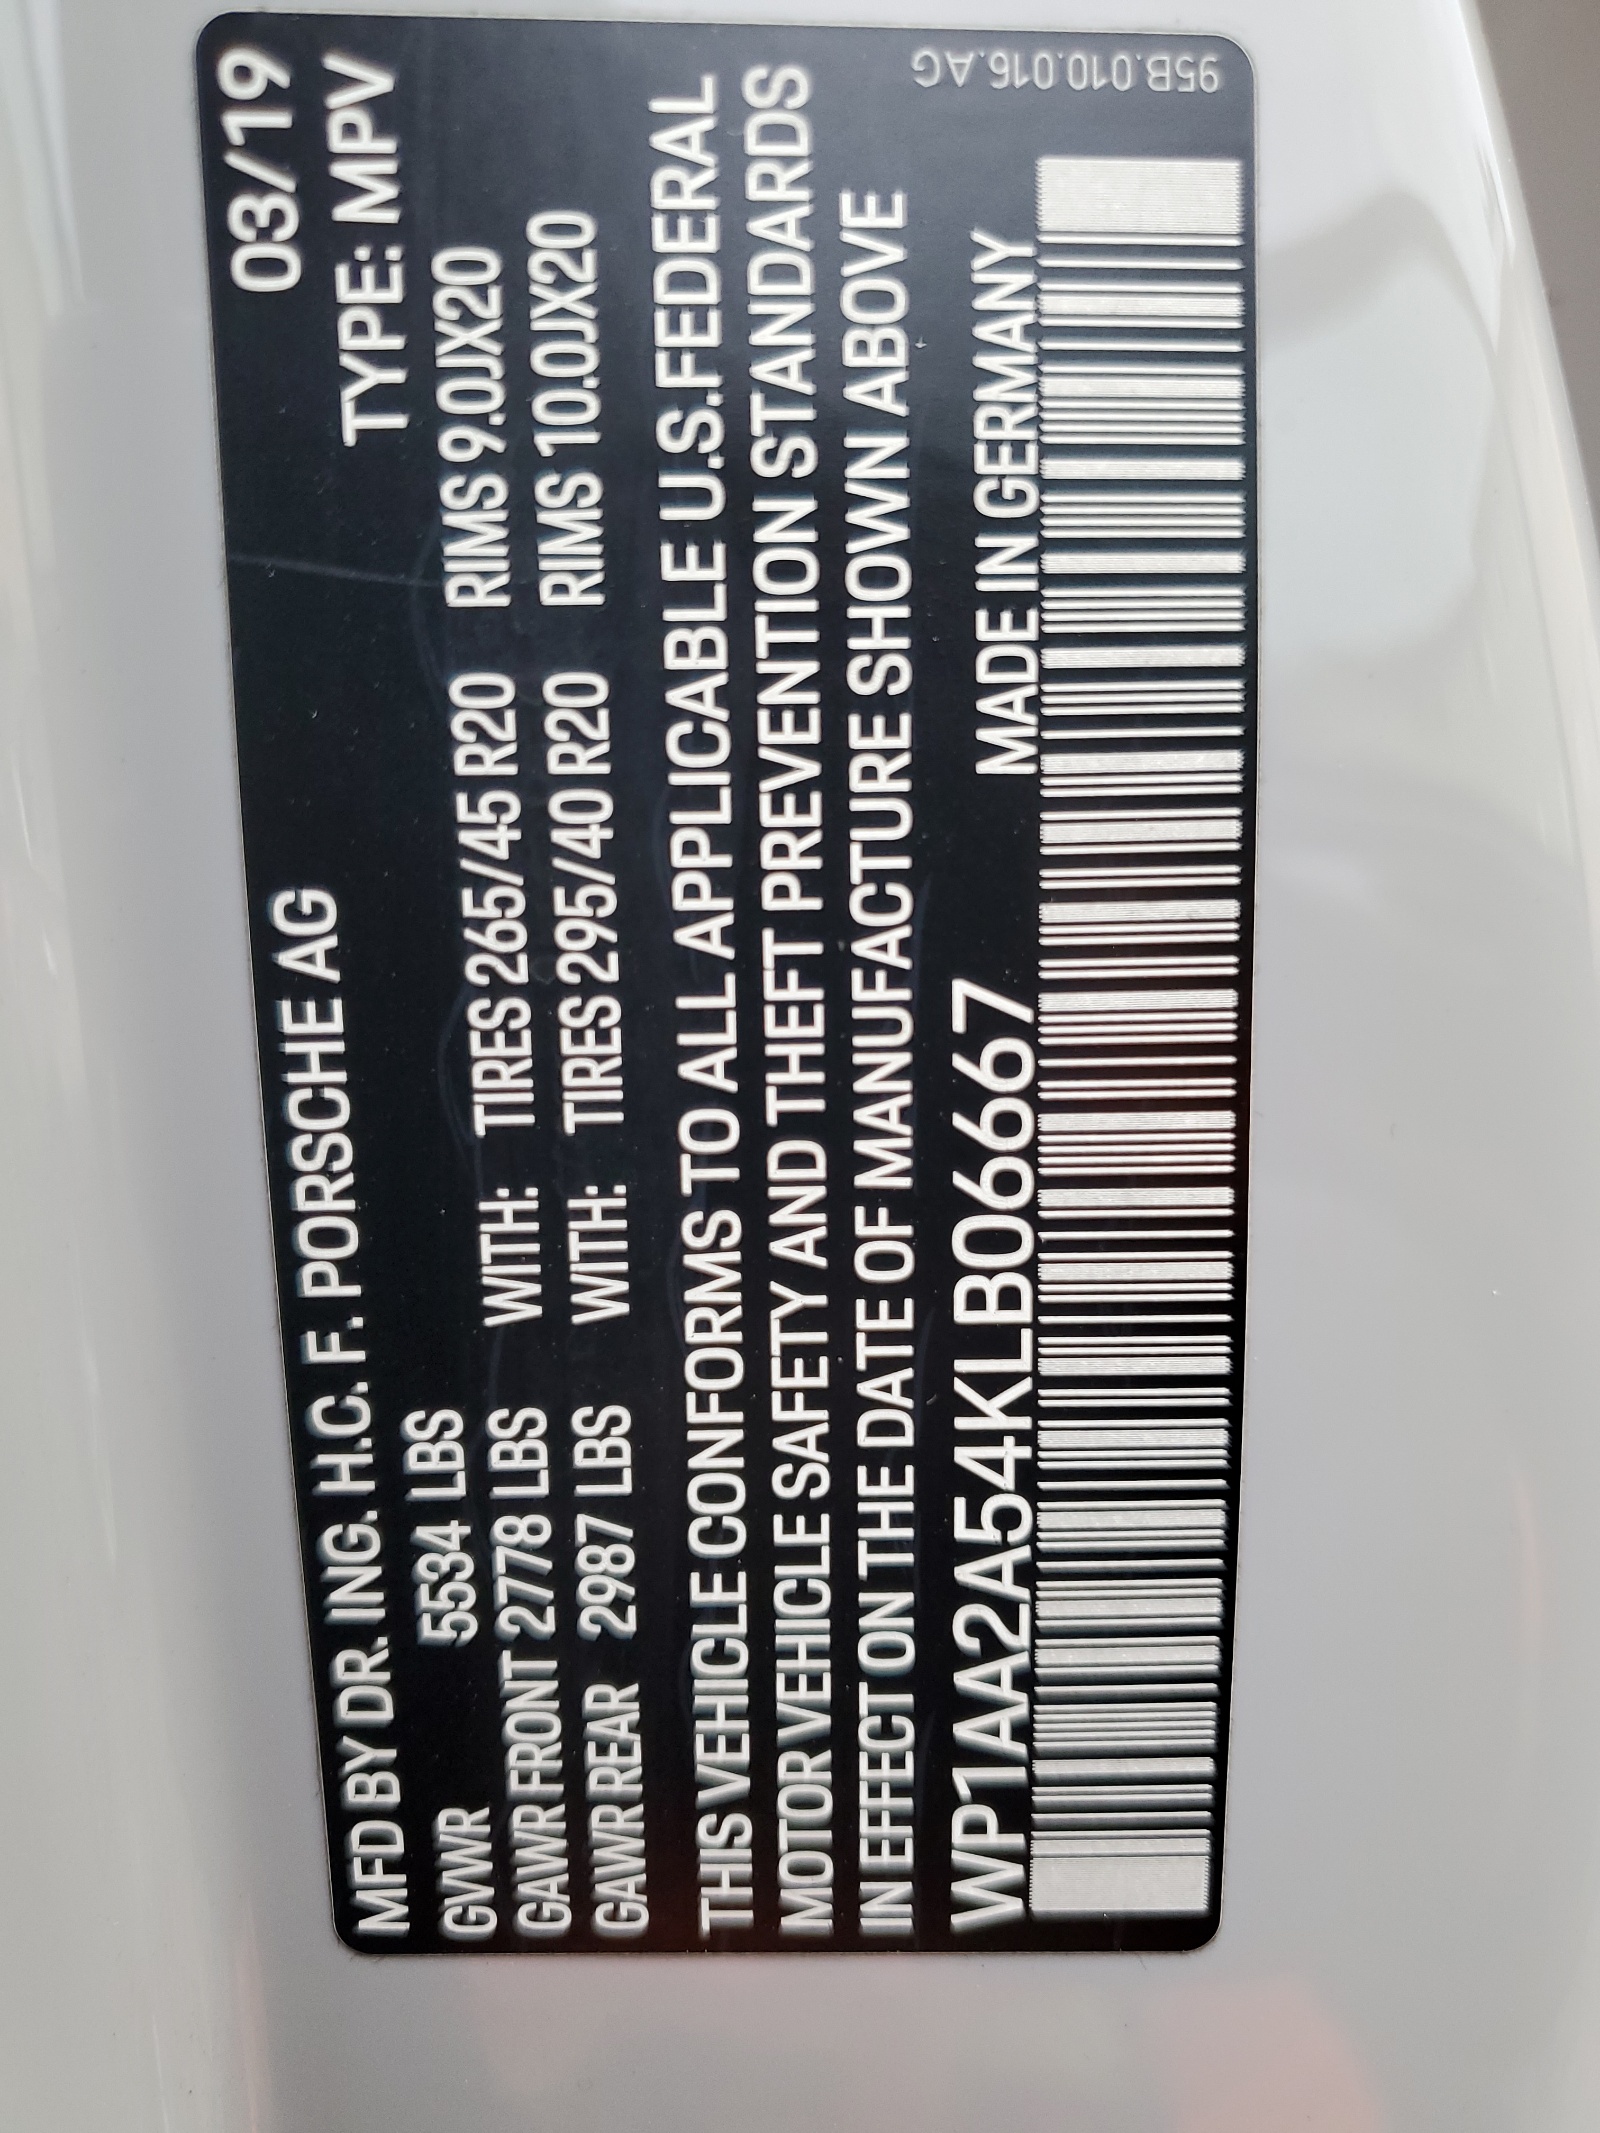 MFD BY DR. ING. H.C. F. PORSCHE AG 03/19
TYPE: MPV
GVWR 5534 LBS
GAWR FRONT 2778 LBS WITH: TIRES 265/45 R20 RIMS 9.0JX20
GAWR REAR 2987 LBS WITH: TIRES 295/40 R20 RIMS 10.0JX20
THIS VEHICLE CONFORMS TO ALL APPLICABLE U.S.FEDERAL
MOTOR VEHICLE SAFETY AND THEFT PREVENTION STANDARDS
IN EFFECT ON THE DATE OF MANUFACTURE SHOWN ABOVE
WP1AA2A54KLB06667 MADE IN GERMANY
95B.010.016.AG